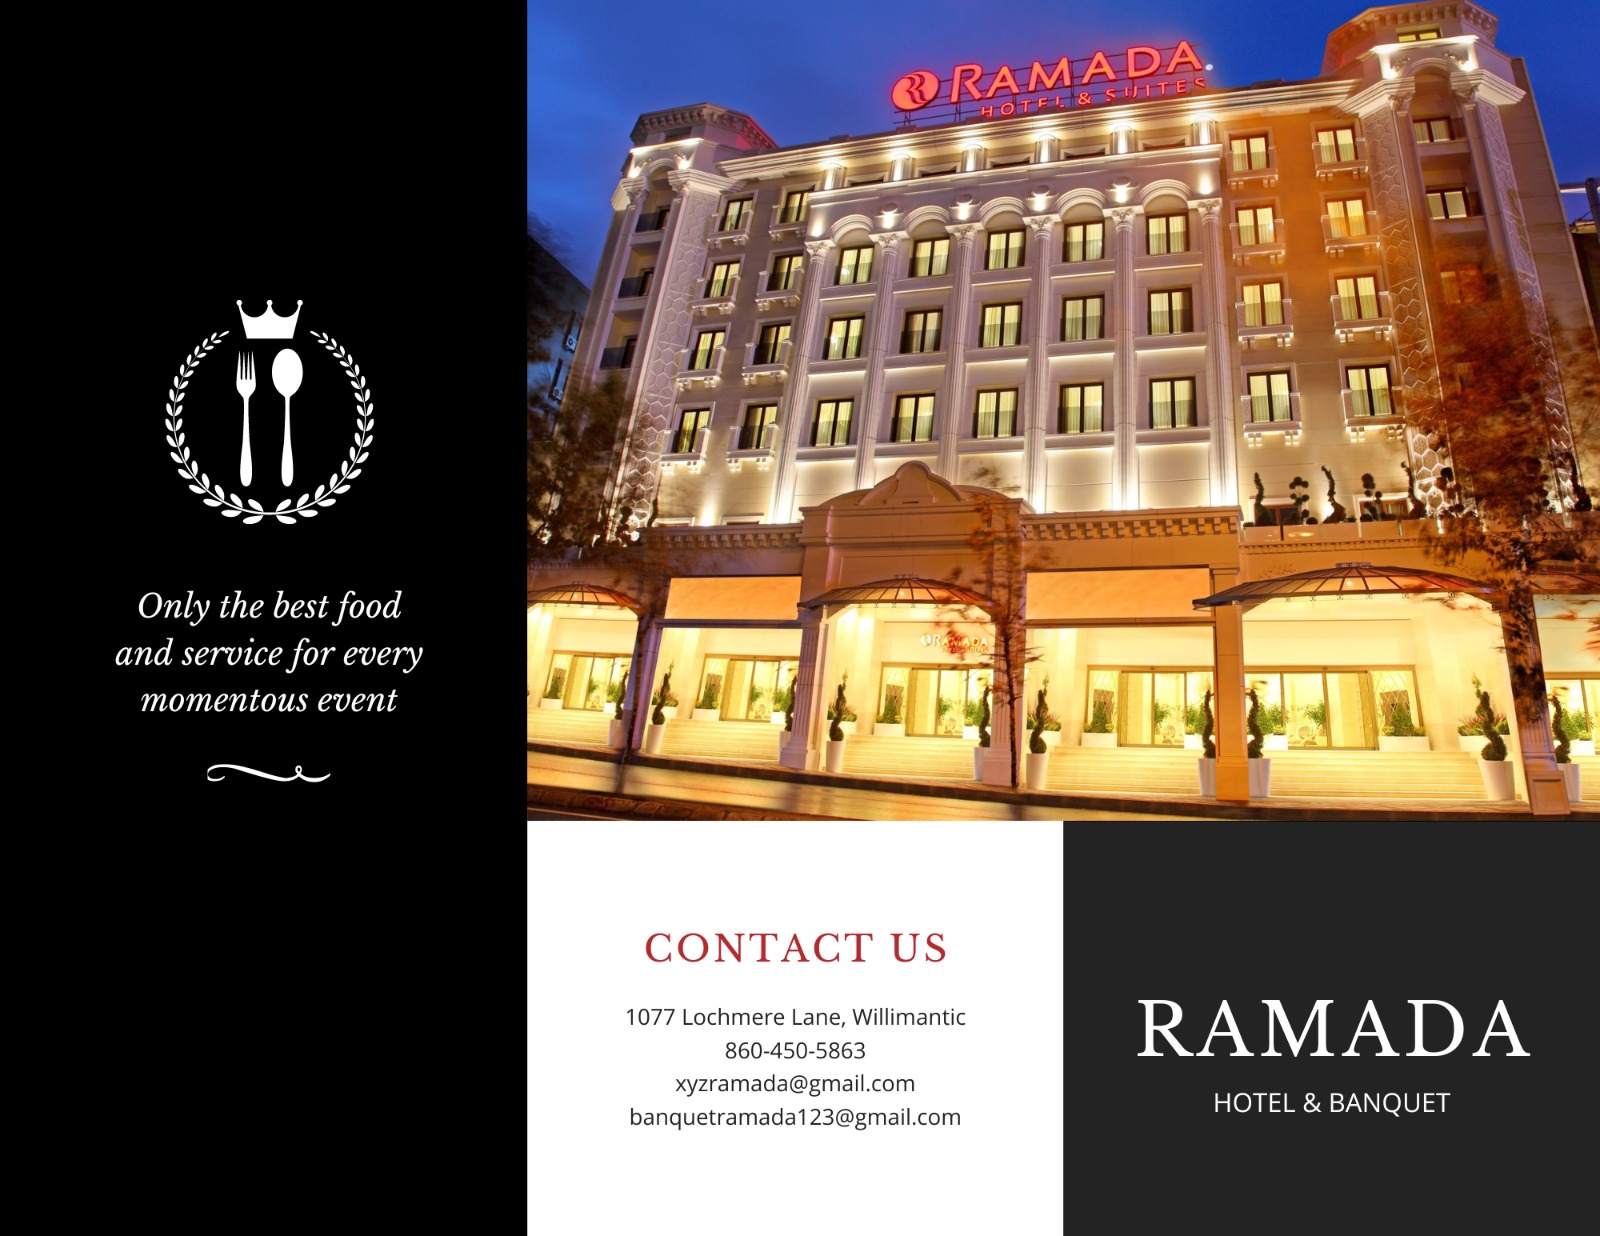 Only the best food
and service for every
momentous event
RAMADA
HOTEL & SUITES
RAMADA
CONTACT US
1077 Lochmere Lane, Willimantic
860-450-5863
xyzramada@gmail.com
banquetramada123@gmail.com
RAMADA
HOTEL & BANQUET